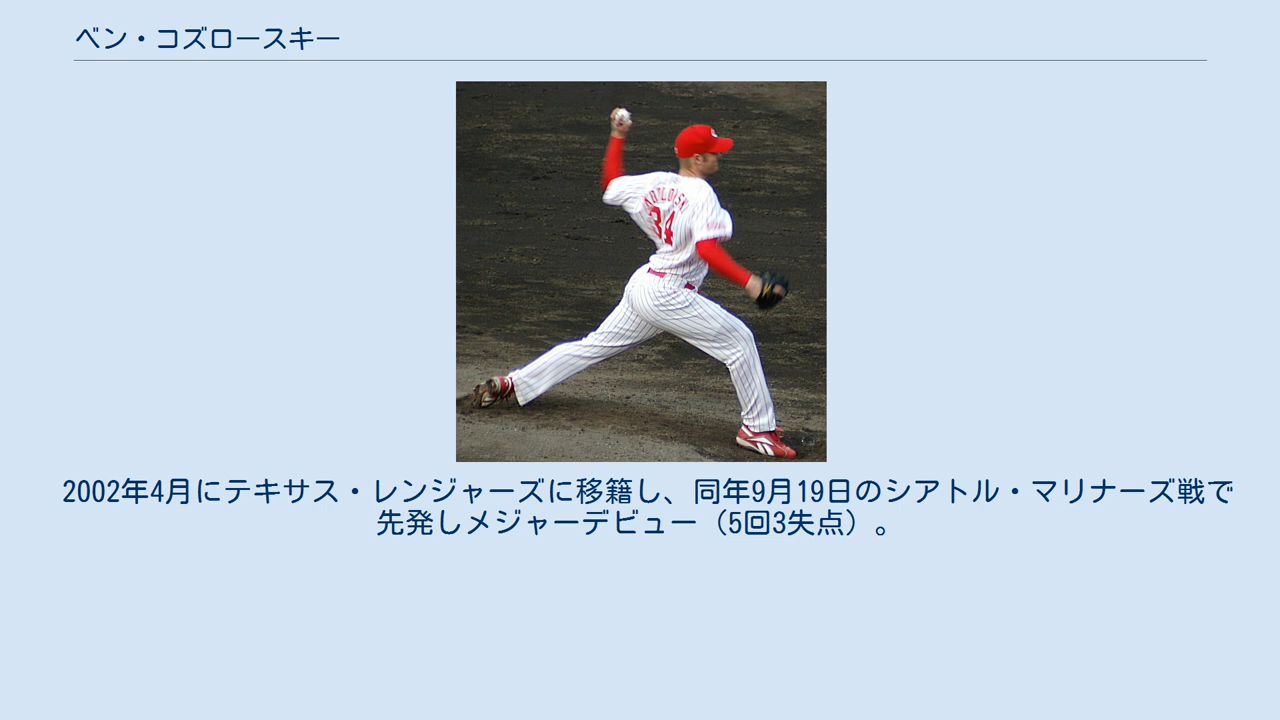 ベン・コズロースキー
KOZLOWSKI
34
2002年4月にテキサス・レンジャーズに移籍し、同年9月19日のシアトル・マリナーズ戦で
先発しメジャーデビュー（5回3失点）。